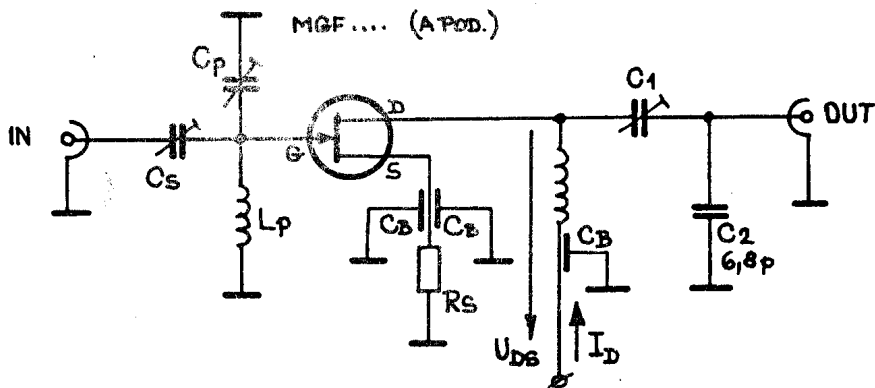 MGF.... (A POD.)
Cp
C1
D
IN
OUT
G
S
Cs
Lp
CB
CB
CB
C2
6,8p
RS
UDS
ID